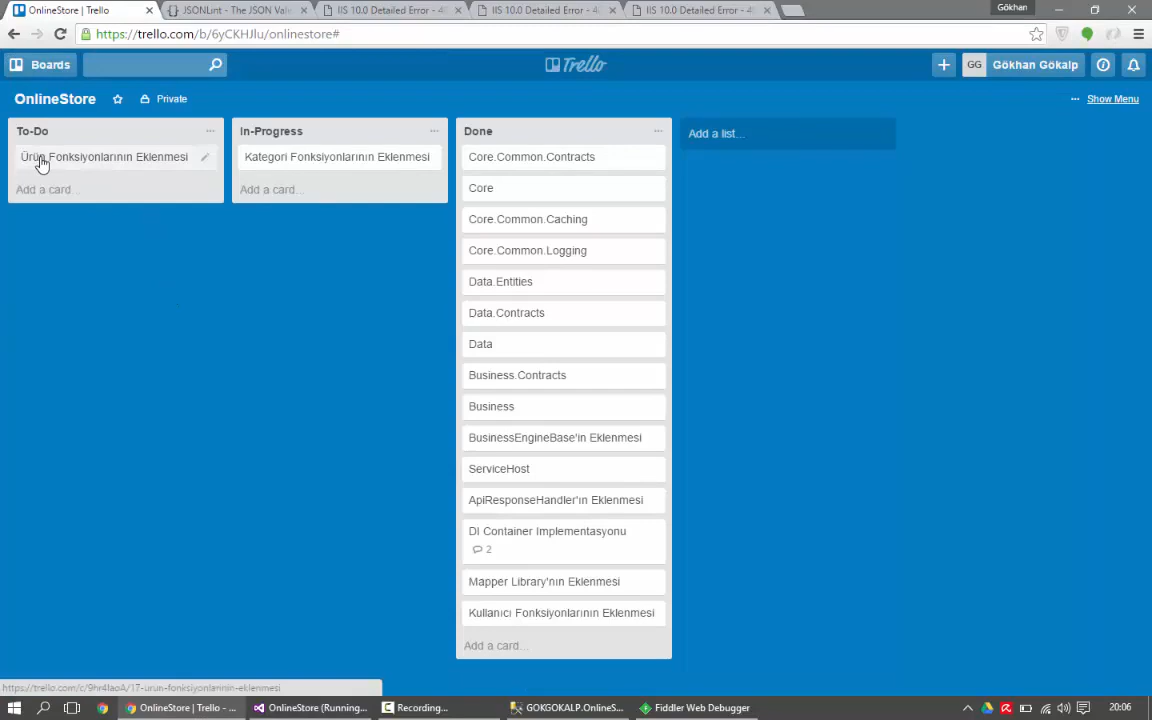 OnlineStore | Trello
JSONLint - The JSON Vali
IIS 10.0 Detailed Error - 4
IIS 10.0 Detailed Error - 4
IIS 10.0 Detailed Error - 4
Gökhan
https://trello.com/b/6yCKHJlu/onlinestore#
Boards
Trello
GG
Gökhan Gökalp
OnlineStore
Private
Show Menu
To-Do
Ürün Fonksiyonlarının Eklenmesi
Add a card...
In-Progress
Kategori Fonksiyonlarının Eklenmesi
Add a card...
Done
Core.Common.Contracts
Core
Core.Common.Caching
Core.Common.Logging
Data.Entities
Data.Contracts
Data
Business.Contracts
Business
BusinessEngineBase'in Eklenmesi
ServiceHost
ApiResponseHandler'ın Eklenmesi
DI Container Implementasyonu
2
Mapper Library'nın Eklenmesi
Kullanıcı Fonksiyonlarının Eklenmesi
Add a card...
Add a list...
https://trello.com/c/9hr4laoA/17-urun-fonksiyonlerinin-eklenmesi
OnlineStore | Trello - ...
OnlineStore (Running...
Recording...
GOKGOKALP.OnlineS...
Fiddler Web Debugger
20:06